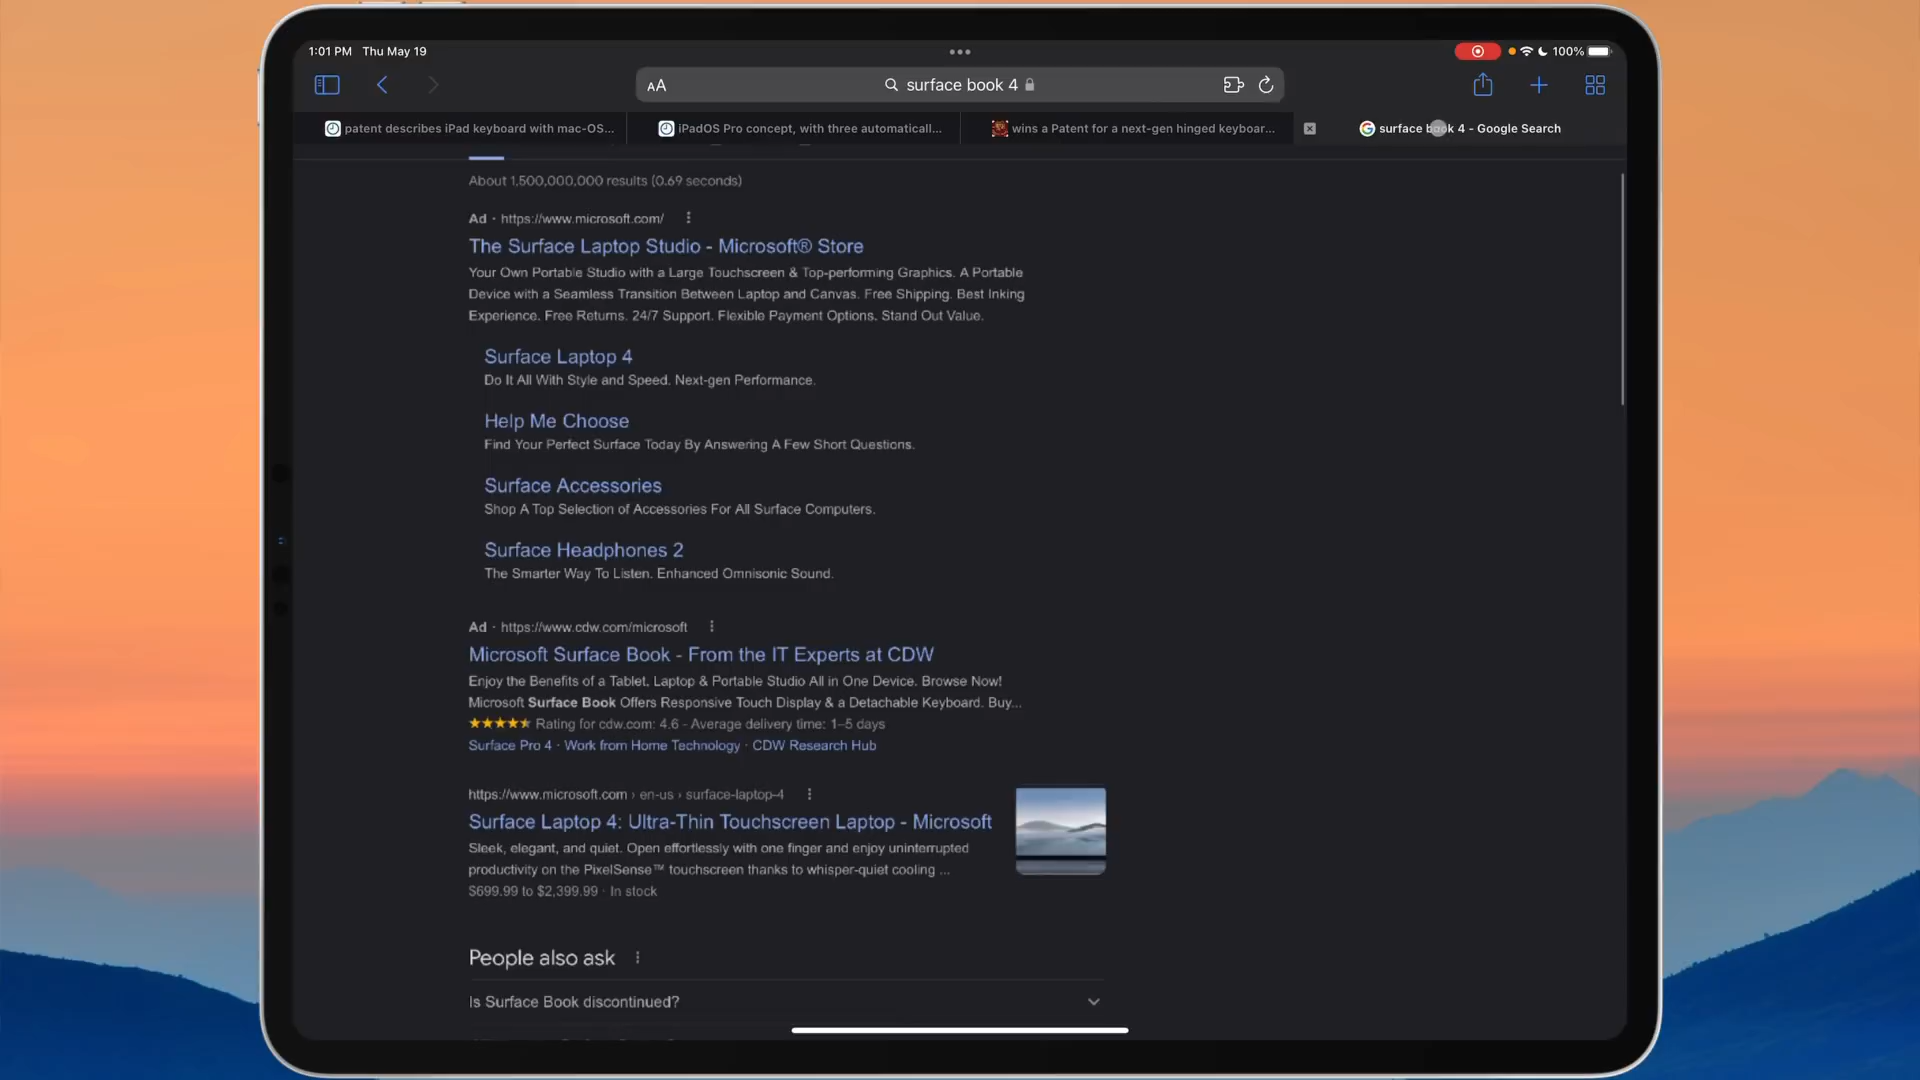 1:01 PM Thu May 19
100%
AA surface book 4
patent describes iPad keyboard with mac-OS...
iPadOS Pro concept, with three automaticall...
wins a Patent for a next-gen hinged keyboar...
surface book 4 - Google Search
About 1,500,000,000 results (0.69 seconds)
Ad · https://www.microsoft.com/
The Surface Laptop Studio - Microsoft® Store
Your Own Portable Studio with a Large Touchscreen & Top-performing Graphics. A Portable
Device with a Seamless Transition Between Laptop and Canvas. Free Shipping. Best Inking
Experience. Free Returns. 24/7 Support. Flexible Payment Options. Stand Out Value.
Surface Laptop 4
Do It All With Style and Speed. Next-gen Performance.
Help Me Choose
Find Your Perfect Surface Today By Answering A Few Short Questions.
Surface Accessories
Shop A Top Selection of Accessories For All Surface Computers.
Surface Headphones 2
The Smarter Way To Listen. Enhanced Omnisonic Sound.
Ad · https://www.cdw.com/microsoft
Microsoft Surface Book - From the IT Experts at CDW
Enjoy the Benefits of a Tablet, Laptop & Portable Studio All in One Device. Browse Now!
Microsoft Surface Book Offers Responsive Touch Display & a Detachable Keyboard. Buy...
Rating for cdw.com: 4.6 - Average delivery time: 1–5 days
Surface Pro 4 · Work from Home Technology · CDW Research Hub
https://www.microsoft.com › en-us › surface-laptop-4
Surface Laptop 4: Ultra-Thin Touchscreen Laptop - Microsoft
Sleek, elegant, and quiet. Open effortlessly with one finger and enjoy uninterrupted
productivity on the PixelSense™ touchscreen thanks to whisper-quiet cooling ...
$699.99 to $2,399.99 · In stock
People also ask
Is Surface Book discontinued?